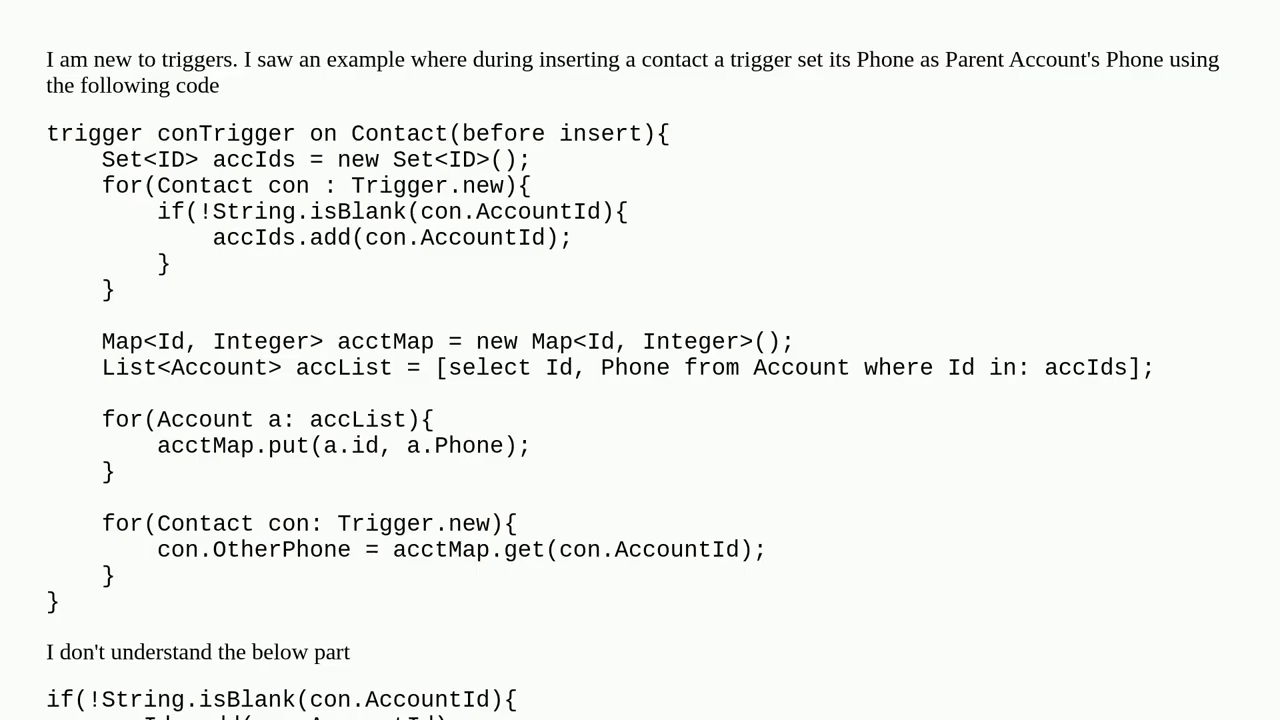 I am new to triggers. I saw an example where during inserting a contact a trigger set its Phone as Parent Account's Phone using
the following code
trigger conTrigger on Contact(before insert){
    Set<ID> accIds = new Set<ID>();
    for(Contact con : Trigger.new){
        if(!String.isBlank(con.AccountId){
            accIds.add(con.AccountId);
        }
    }
    Map<Id, Integer> acctMap = new Map<Id, Integer>();
    List<Account> accList = [select Id, Phone from Account where Id in: accIds];
    for(Account a: accList){
        acctMap.put(a.id, a.Phone);
    }
    for(Contact con: Trigger.new){
        con.OtherPhone = acctMap.get(con.AccountId);
    }
}
I don't understand the below part
if(!String.isBlank(con.AccountId){